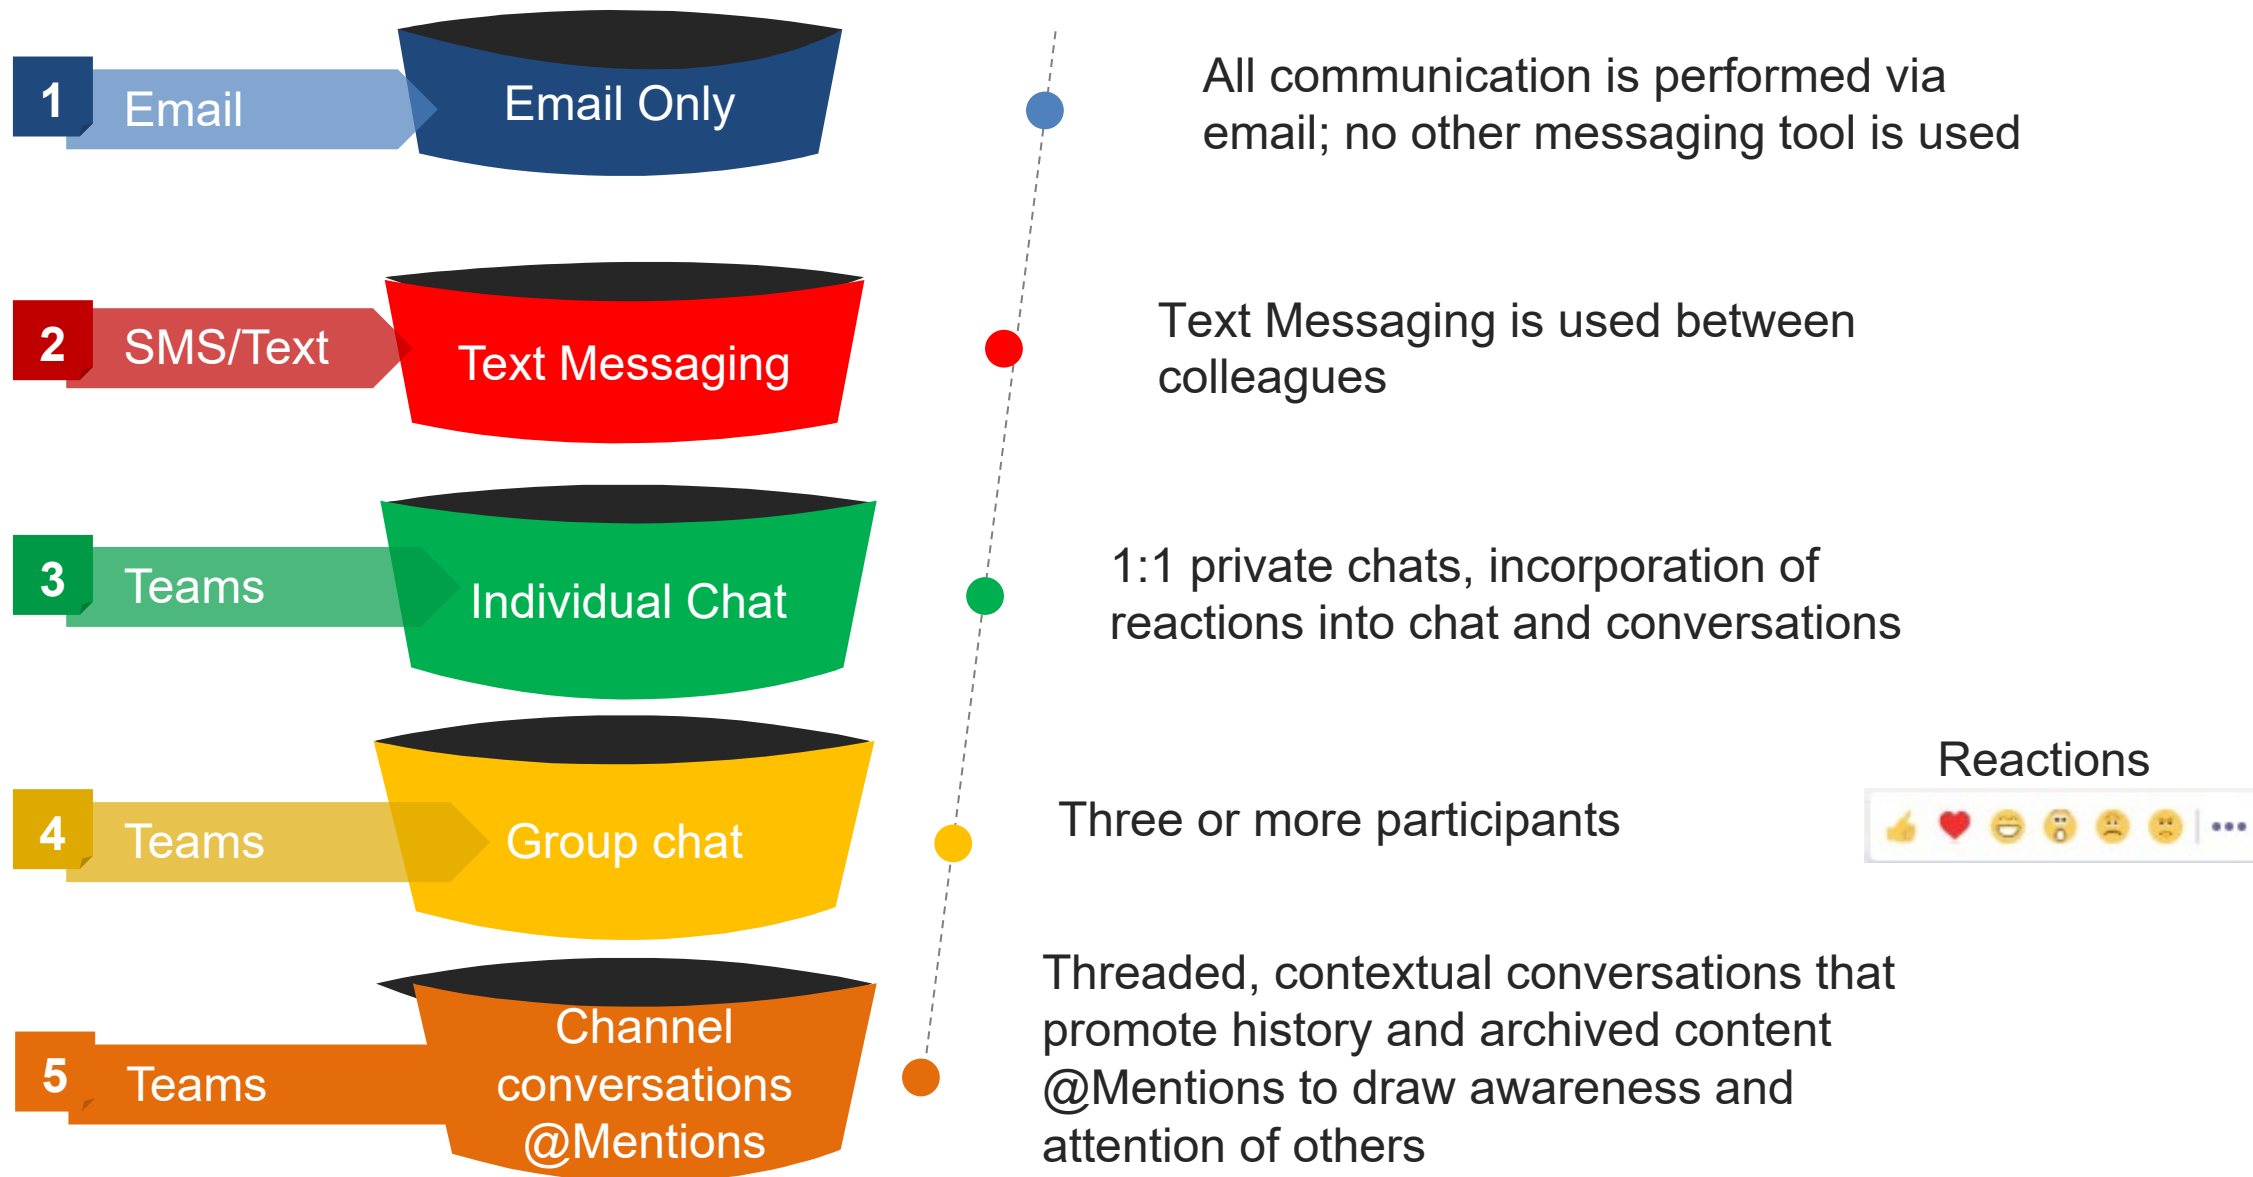 1
Email
Email Only
All communication is performed via
email; no other messaging tool is used
2
SMS/Text
Text Messaging
Text Messaging is used between
colleagues
3
Teams
Individual Chat
1:1 private chats, incorporation of
reactions into chat and conversations
4
Teams
Group chat
Three or more participants
Reactions
5
Teams
Channel
conversations
@Mentions
Threaded, contextual conversations that
promote history and archived content
@Mentions to draw awareness and
attention of others